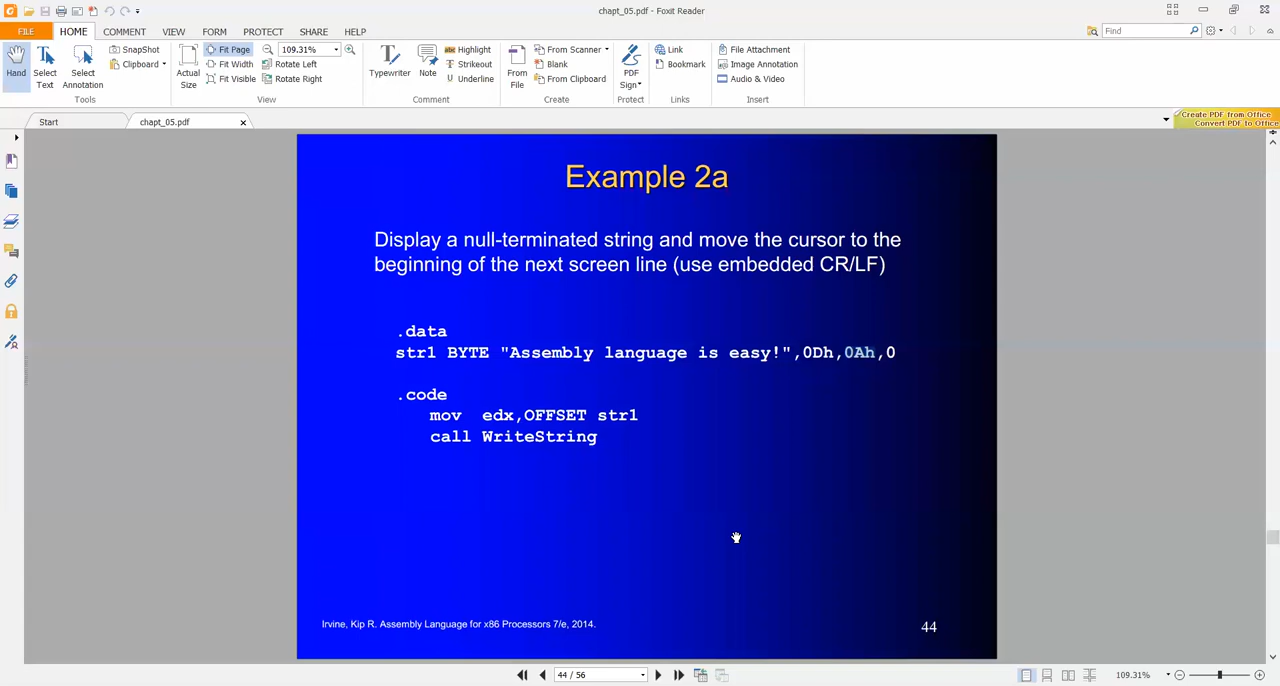 chapt_05.pdf - Foxit Reader
FILE HOME COMMENT VIEW FORM PROTECT SHARE HELP
Find
Hand
Select Text
Select Annotation
SnapShot
Clipboard
Tools
Actual Size
Fit Page
Fit Width
Fit Visible
109.31%
Rotate Left
Rotate Right
View
Typewriter
Note
Highlight
Strikeout
Underline
Comment
From File
From Scanner
Blank
From Clipboard
Create
PDF Sign
Protect
Link
Bookmark
Links
File Attachment
Image Annotation
Audio & Video
Insert
Start
chapt_05.pdf
Create PDF from Office
Convert PDF to Office
Example 2a
Display a null-terminated string and move the cursor to the
beginning of the next screen line (use embedded CR/LF)
.data
str1 BYTE "Assembly language is easy!",0Dh,0Ah,0
.code
mov edx,OFFSET str1
call WriteString
Irvine, Kip R. Assembly Language for x86 Processors 7/e, 2014.
44
44 / 56
109.31%